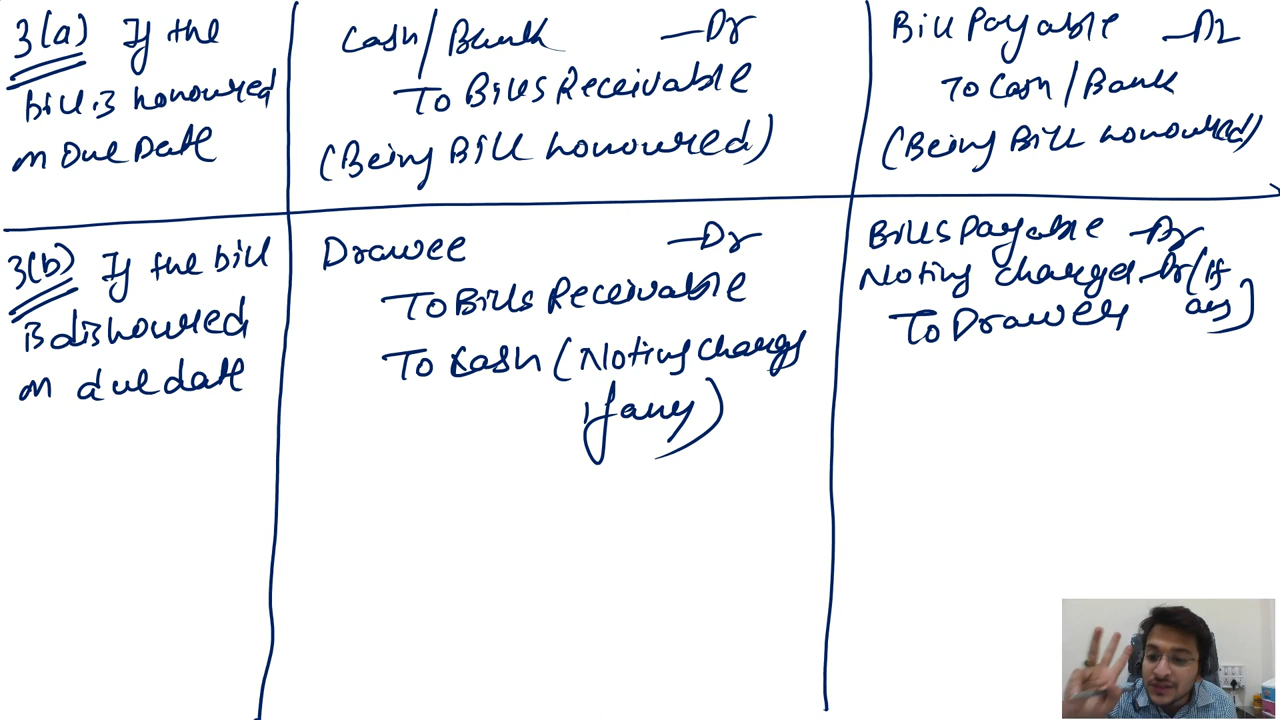 3(a) If the
bill is honoured
on Due Date
Cash/Bank —Dr
To Bills Receivable
(Being Bill honoured)
Bill Payable —Dr
To Cash/Bank
(Being Bill honoured)
3(b) If the bill
is dishoured
on due date
Drawee —Dr
To Bills Receivable
To Cash (Noting charges
if any)
Bills Payable —Dr
Noting charges Dr (if
any)
To Drawer